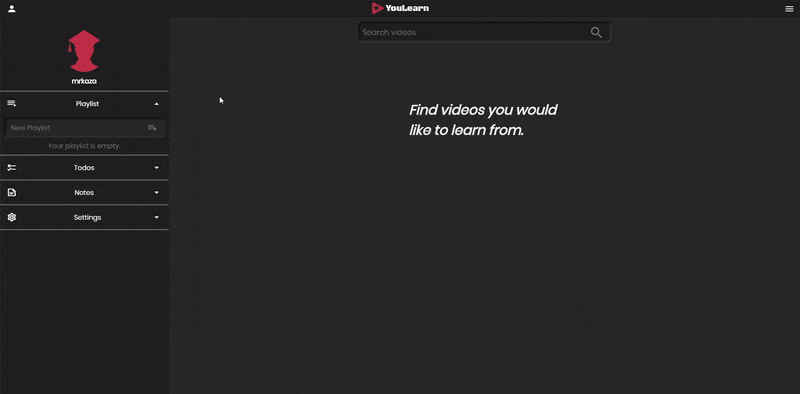 YouLearn
Search videos
mrkaza
Playlist
New Playlist
Your playlist is empty.
Todos
Notes
Settings
Find videos you would
like to learn from.